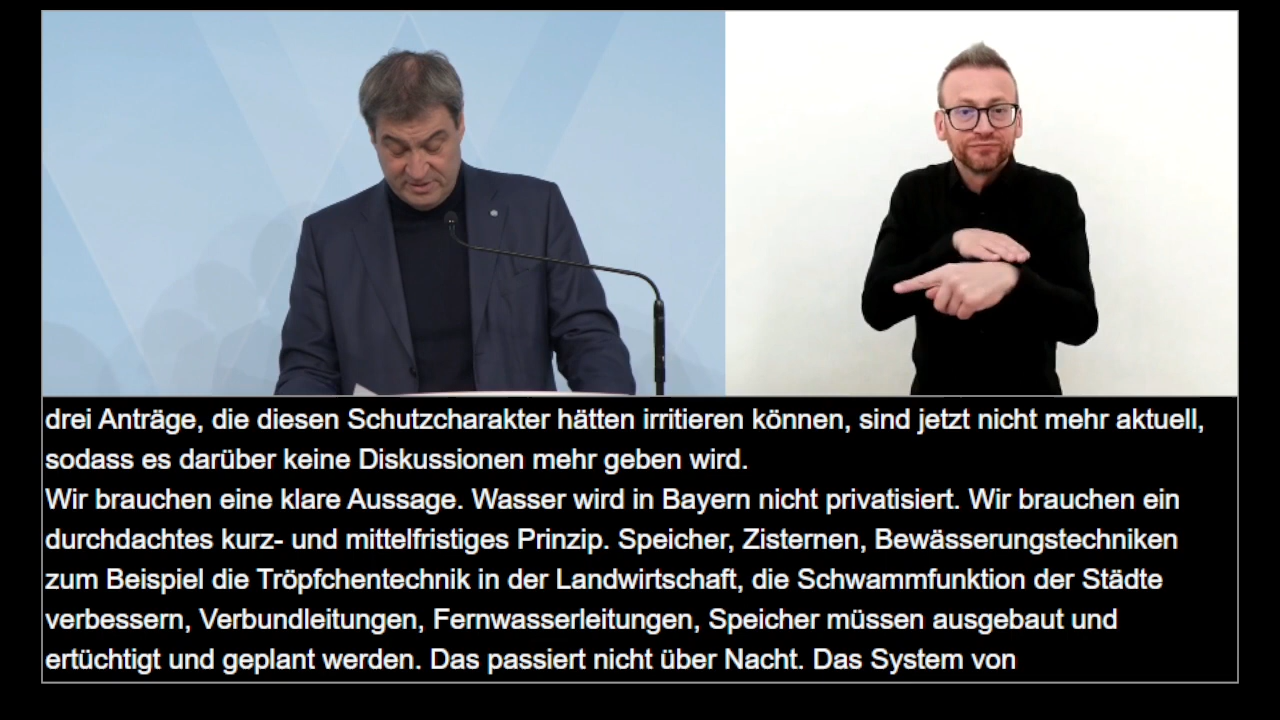 drei Anträge, die diesen Schutzcharakter hätten irritieren können, sind jetzt nicht mehr aktuell,
sodass es darüber keine Diskussionen mehr geben wird.
Wir brauchen eine klare Aussage. Wasser wird in Bayern nicht privatisiert. Wir brauchen ein
durchdachtes kurz- und mittelfristiges Prinzip. Speicher, Zisternen, Bewässerungstechniken
zum Beispiel die Tröpfchentechnik in der Landwirtschaft, die Schwammfunktion der Städte
verbessern, Verbundleitungen, Fernwasserleitungen, Speicher müssen ausgebaut und
ertüchtigt und geplant werden. Das passiert nicht über Nacht. Das System von